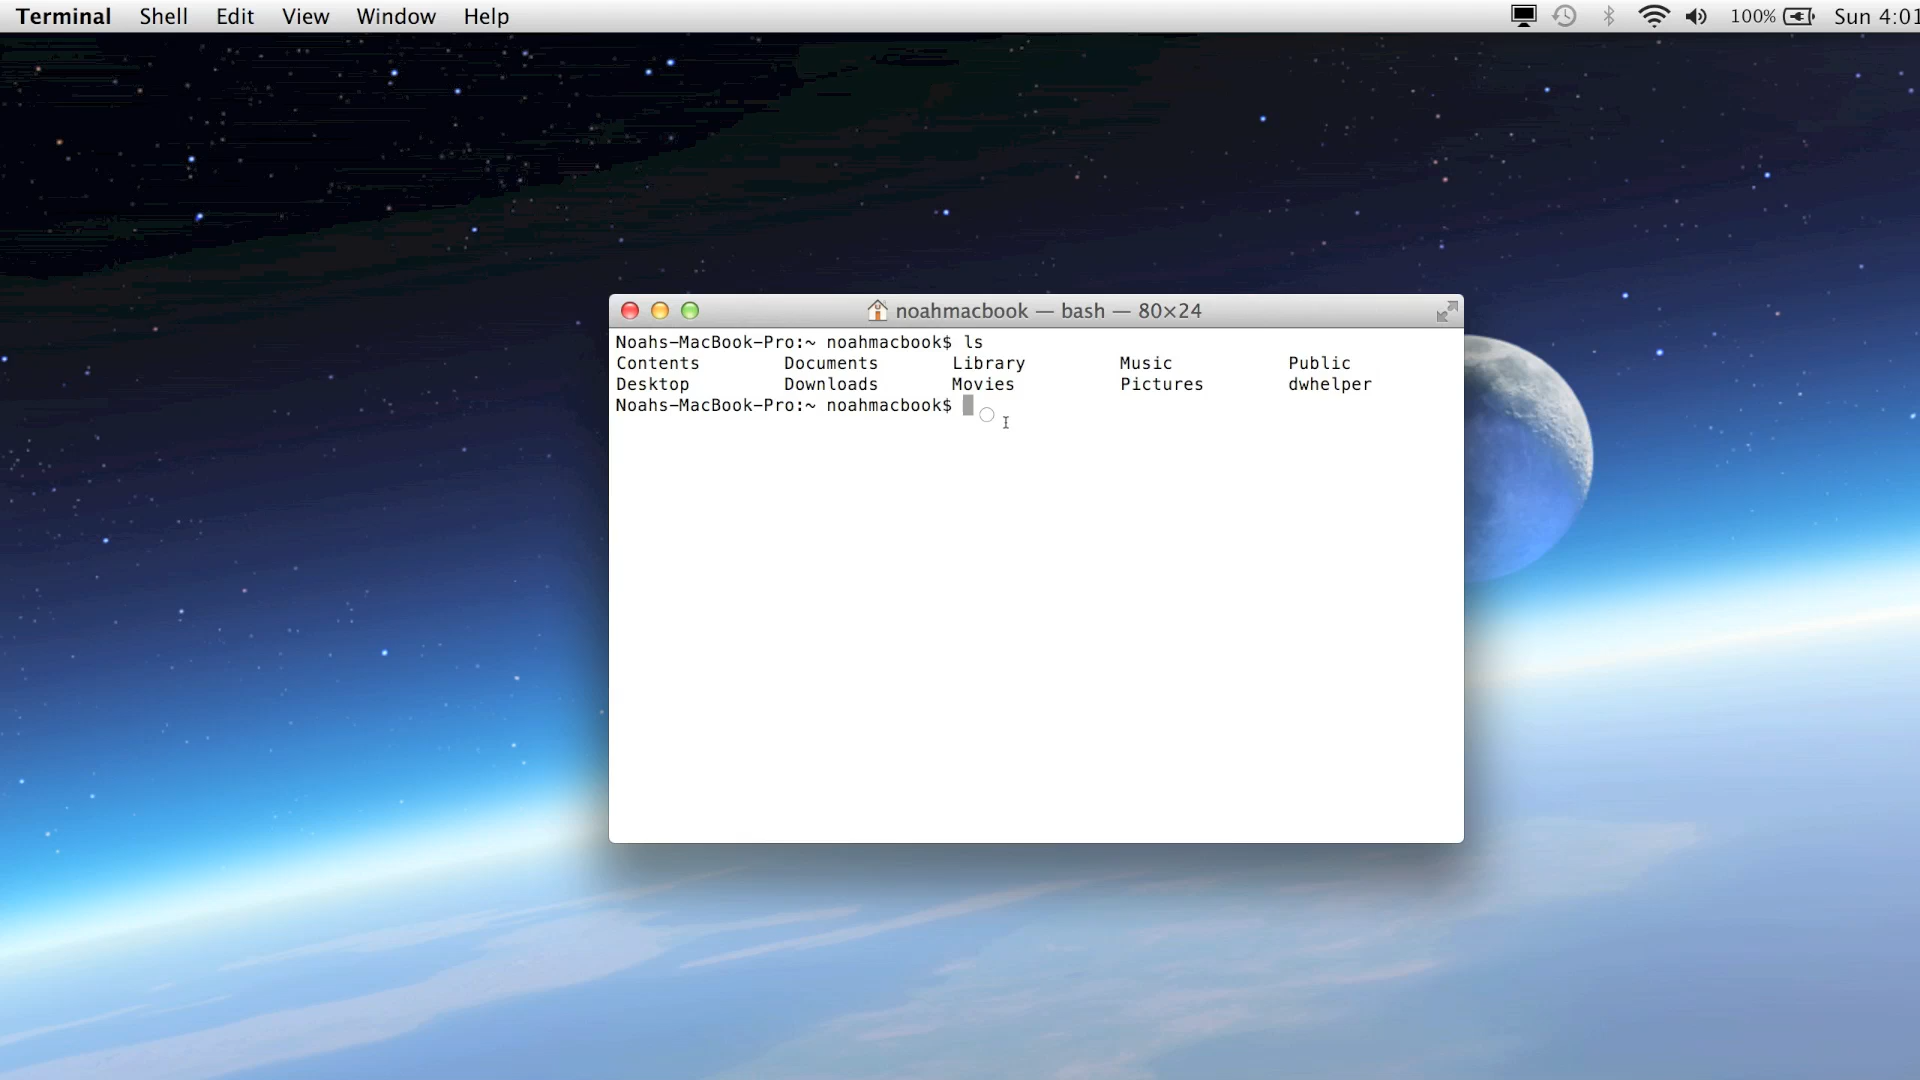 Terminal Shell Edit View Window Help 100% Sun 4:01
noahmacbook — bash — 80×24
Noahs-MacBook-Pro:~ noahmacbook$ ls
Contents Documents Library Music Public
Desktop Downloads Movies Pictures dwhelper
Noahs-MacBook-Pro:~ noahmacbook$